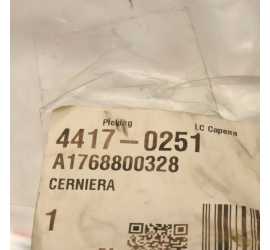 Picking LC Capena
4417-0251
A1768800328
CERNIERA
1